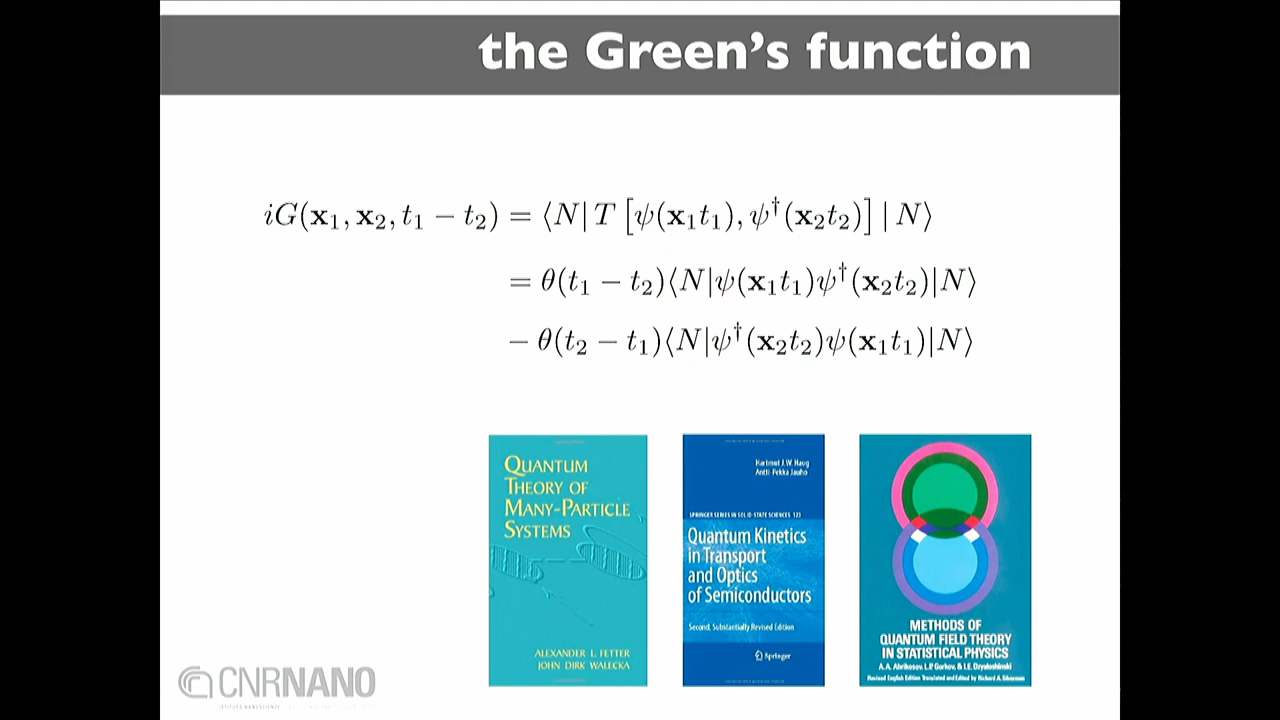 the Green's function
iG(x₁, x₂, t₁ − t₂) = ⟨N| T [ψ(x₁t₁), ψ†(x₂t₂)] | N⟩
= θ(t₁ − t₂)⟨N|ψ(x₁t₁)ψ†(x₂t₂)|N⟩
− θ(t₂ − t₁)⟨N|ψ†(x₂t₂)ψ(x₁t₁)|N⟩
QUANTUM
THEORY OF
MANY-PARTICLE
SYSTEMS
ALEXANDER L. FETTER
JOHN DIRK WALECKA
Hartmut J.W. Haug
Antti-Pekka Jauho
SPRINGER SERIES IN SOLID-STATE SCIENCES 123
Quantum Kinetics
in Transport
and Optics
of Semiconductors
Second, Substantially Revised Edition
Springer
METHODS OF
QUANTUM FIELD THEORY
IN STATISTICAL PHYSICS
A.A. Abrikosov, L.P. Gorkov, & I.E. Dzyaloshinski
Revised English Edition Translated and Edited by Richard A. Silverman
CNRNANO